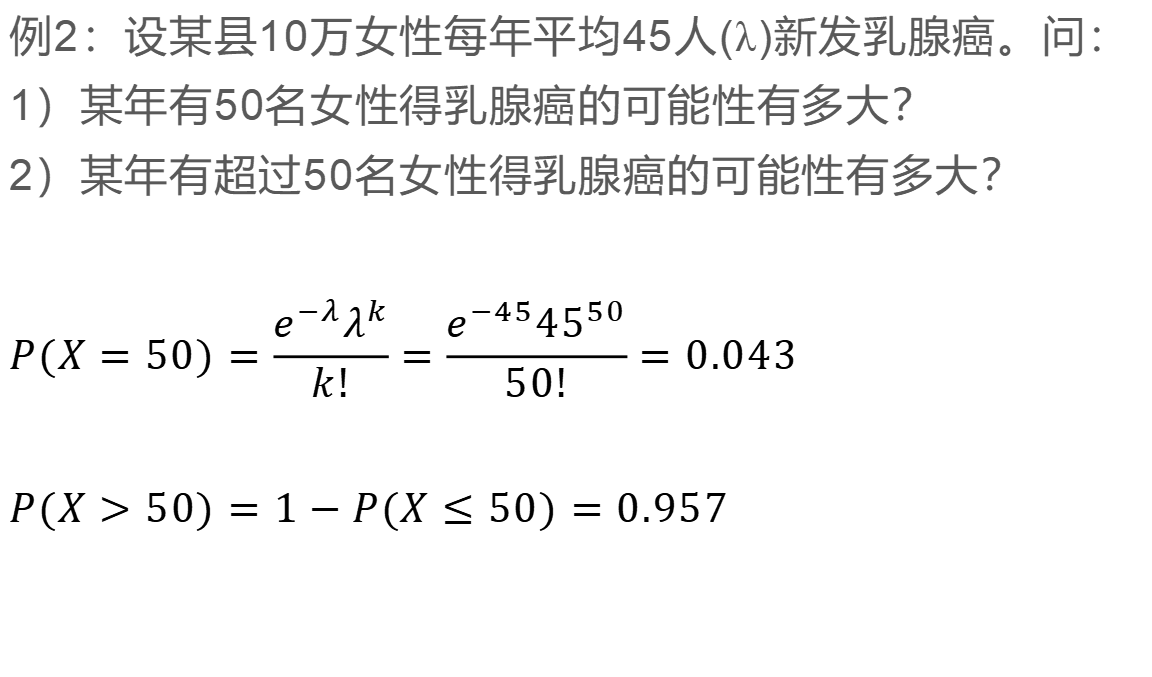 例2：设某县10万女性每年平均45人(λ)新发乳腺癌。问：
1）某年有50名女性得乳腺癌的可能性有多大？
2）某年有超过50名女性得乳腺癌的可能性有多大？
P(X = 50) = \frac{e^{-λ}λ^{k}}{k!} = \frac{e^{-45}45^{50}}{50!} = 0.043
P(X > 50) = 1 − P(X ≤ 50) = 0.957